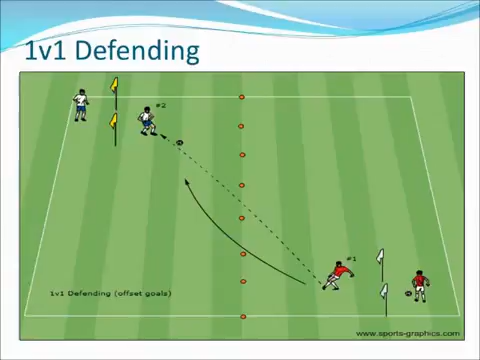 1v1 Defending
#2
#1
1v1 Defending (offset goals)
www.sports-graphics.com